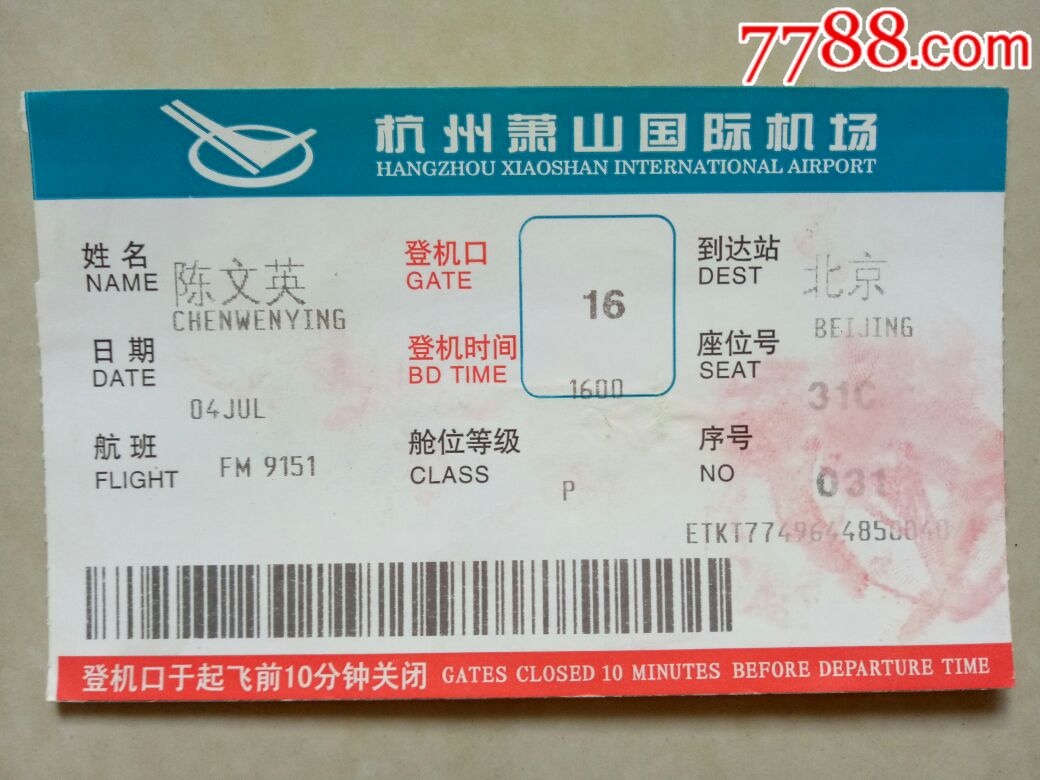 7788.com
杭州萧山国际机场
HANGZHOU XIAOSHAN INTERNATIONAL AIRPORT
姓名
NAME
陈文英
CHENWENYING
登机口
GATE
16
到达站
DEST
北京
BEIJING
日期
DATE
04JUL
登机时间
BD TIME
1600
座位号
SEAT
31C
航班
FLIGHT
FM 9151
舱位等级
CLASS
P
序号
NO
031
ETKT7749644850040
登机口于起飞前10分钟关闭 GATES CLOSED 10 MINUTES BEFORE DEPARTURE TIME